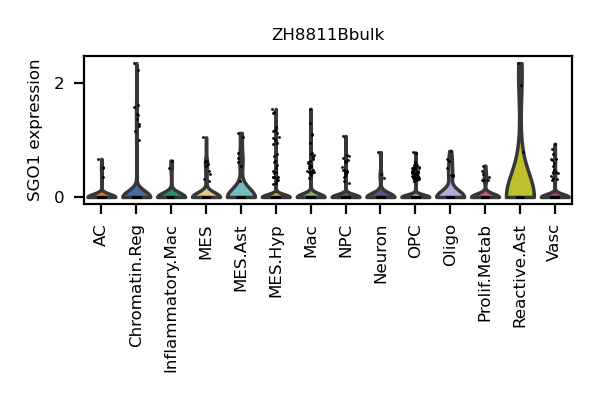 ZH8811Bbulk
SGO1 expression
2
0
AC
Chromatin.Reg
Inflammatory.Mac
MES
MES.Ast
MES.Hyp
Mac
NPC
Neuron
OPC
Oligo
Prolif.Metab
Reactive.Ast
Vasc